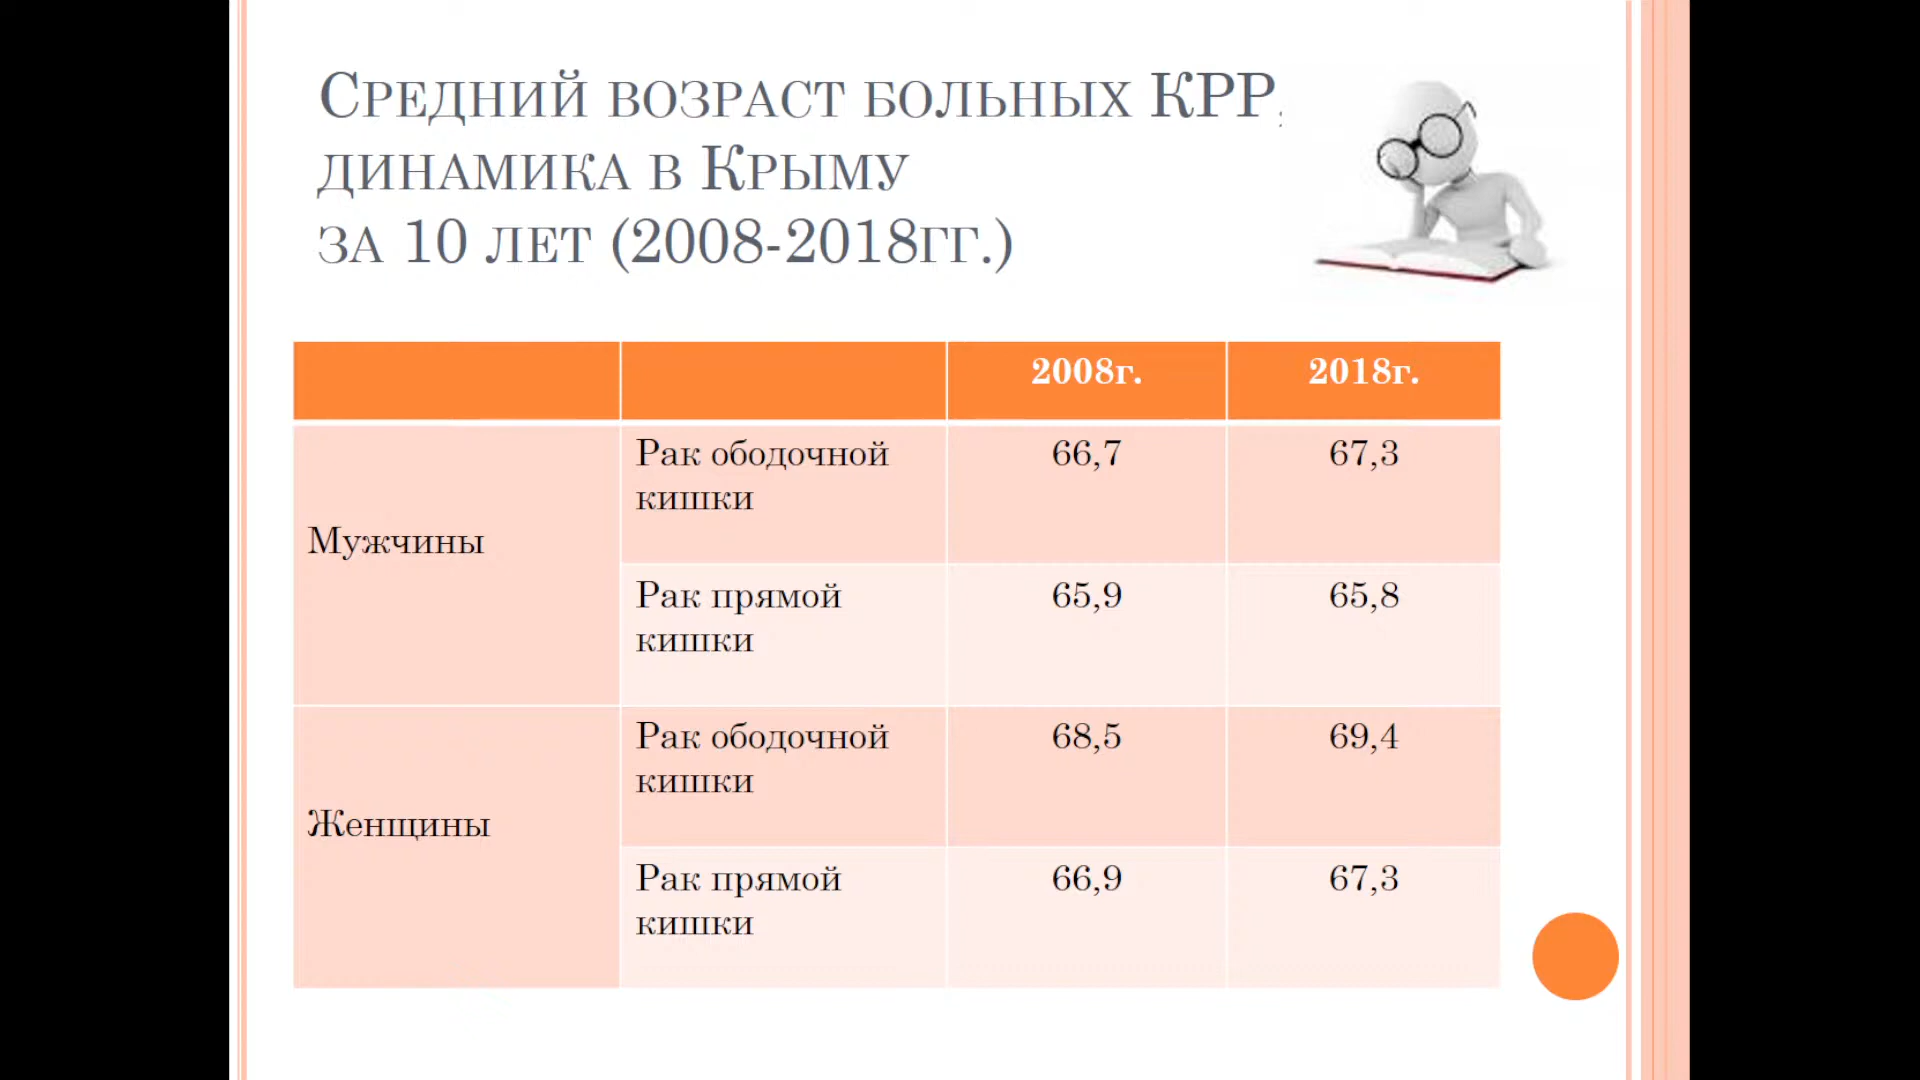 Средний возраст больных КРР,
динамика в Крыму
за 10 лет (2008-2018гг.)
2008г. 2018г.
Мужчины
Рак ободочной
кишки
66,7 67,3
Рак прямой
кишки
65,9 65,8
Женщины
Рак ободочной
кишки
68,5 69,4
Рак прямой
кишки
66,9 67,3